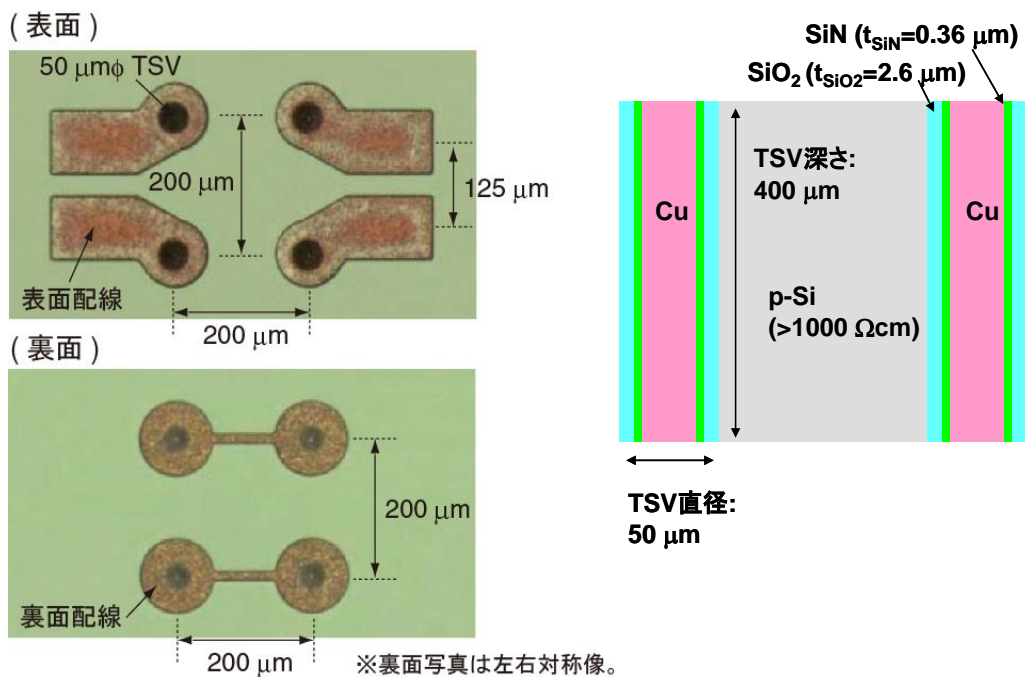 (表面)
50 μmϕ TSV
200 μm
125 μm
表面配線
200 μm
(裏面)
200 μm
裏面配線
200 μm
※裏面写真は左右対称像。
SiN (tSiN=0.36 μm)
SiO2 (tSiO2=2.6 μm)
TSV深さ:
400 μm
Cu
Cu
p-Si
(>1000 Ωcm)
TSV直径:
50 μm